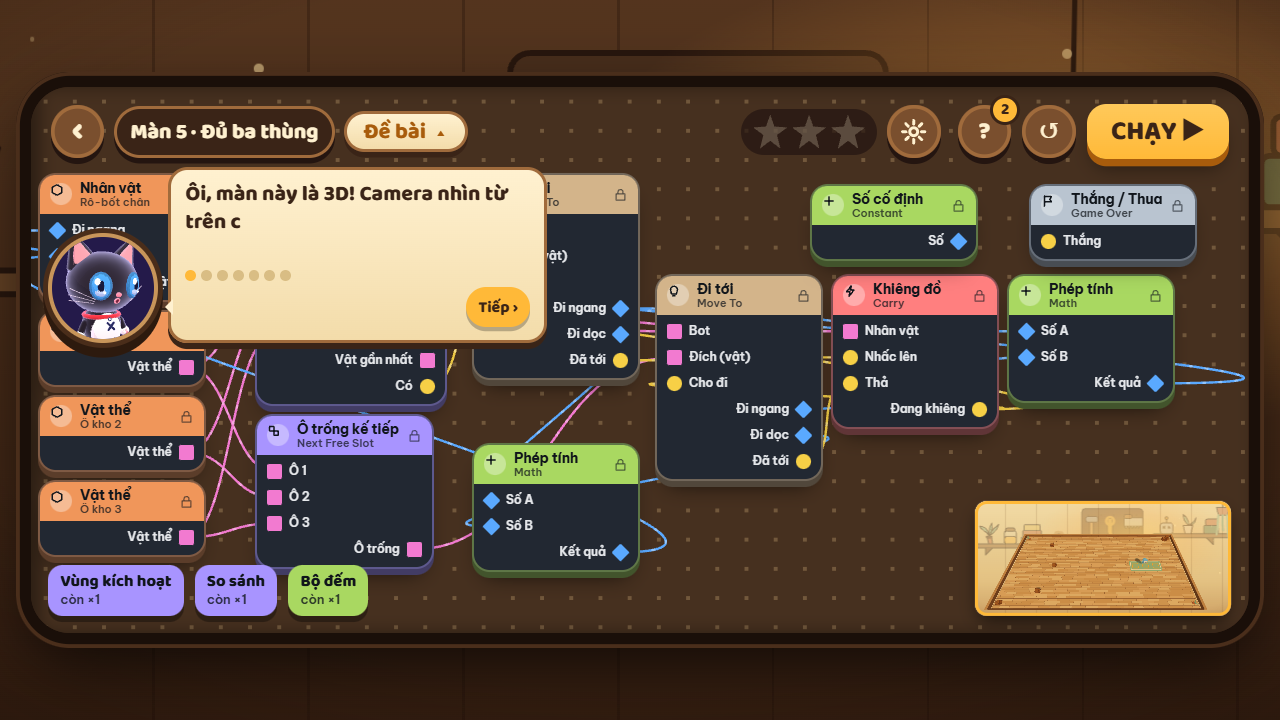 Màn 5 · Đủ ba thùng
Đề bài
2
?
CHẠY
Nhân vật
Rô-bốt chân
Đi ngang
Ôi, màn này là 3D! Camera nhìn từ
trên c
Tiếp ›
To
Đi ngang
Đi dọc
Đã tới
Vật gần nhất
Có
Vật thể
Vật thể
Ô kho 2
Vật thể
Vật thể
Ô kho 3
Vật thể
Ô trống kế tiếp
Next Free Slot
Ô 1
Ô 2
Ô 3
Ô trống
Phép tính
Math
Số A
Số B
Kết quả
Đi tới
Move To
Bot
Đích (vật)
Cho đi
Đi ngang
Đi dọc
Đã tới
Số cố định
Constant
Số
Thắng / Thua
Game Over
Thắng
Khiêng đồ
Carry
Nhân vật
Nhấc lên
Thả
Đang khiêng
Phép tính
Math
Số A
Số B
Kết quả
Vùng kích hoạt
còn ×1
So sánh
còn ×1
Bộ đếm
còn ×1